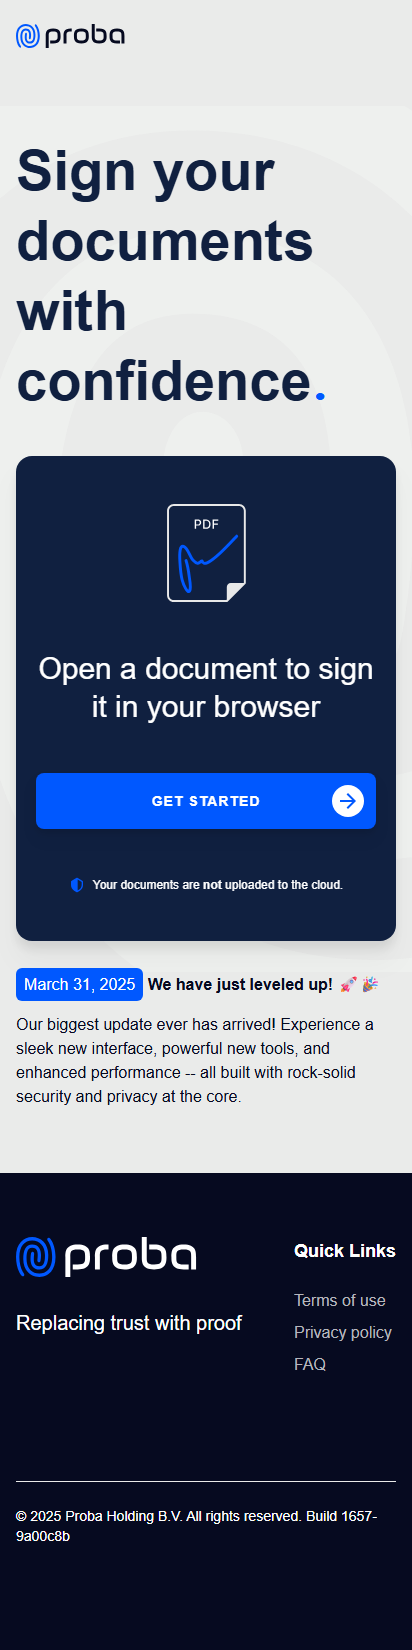 proba
Sign your
documents
with
confidence.
PDF
Open a document to sign
it in your browser
GET STARTED
Your documents are not uploaded to the cloud.
March 31, 2025 We have just leveled up! 🚀 🎉
Our biggest update ever has arrived! Experience a
sleek new interface, powerful new tools, and
enhanced performance -- all built with rock-solid
security and privacy at the core.
proba
Replacing trust with proof
Quick Links
Terms of use
Privacy policy
FAQ
© 2025 Proba Holding B.V. All rights reserved. Build 1657-
9a00c8b